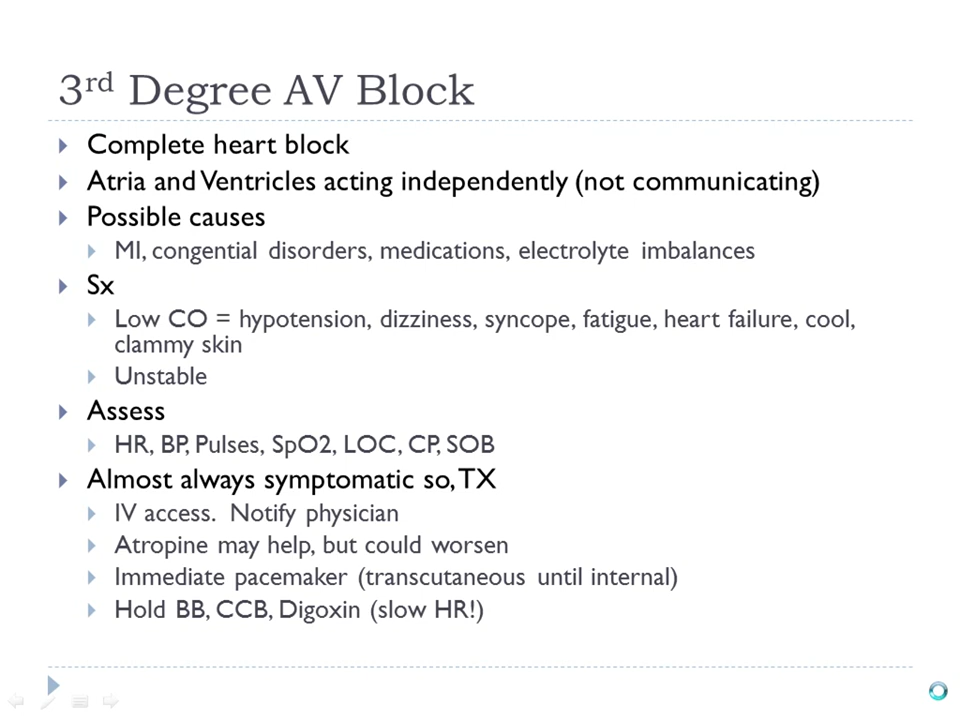 3rd Degree AV Block
Complete heart block
Atria and Ventricles acting independently (not communicating)
Possible causes
MI, congential disorders, medications, electrolyte imbalances
Sx
Low CO = hypotension, dizziness, syncope, fatigue, heart failure, cool,
clammy skin
Unstable
Assess
HR, BP, Pulses, SpO2, LOC, CP, SOB
Almost always symptomatic so, TX
IV access.  Notify physician
Atropine may help, but could worsen
Immediate pacemaker (transcutaneous until internal)
Hold BB, CCB, Digoxin (slow HR!)